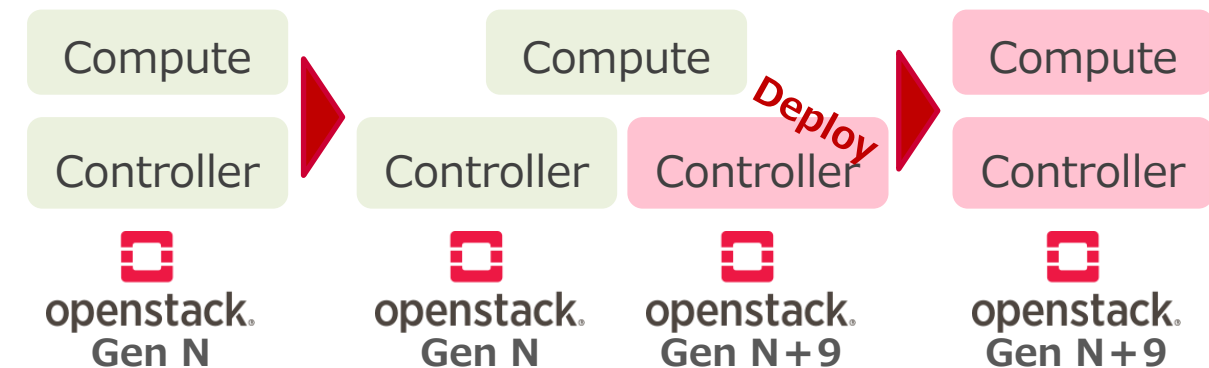 Compute
Controller
openstack.
Gen N
Compute
Deploy
Controller
Controller
openstack.
Gen N
openstack.
Gen N+9
Compute
Controller
openstack.
Gen N+9